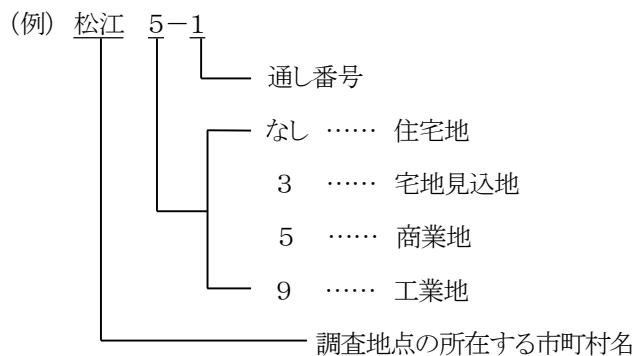 (例) 松江 5－1
通し番号
なし …… 住宅地
3 …… 宅地見込地
5 …… 商業地
9 …… 工業地
調査地点の所在する市町村名